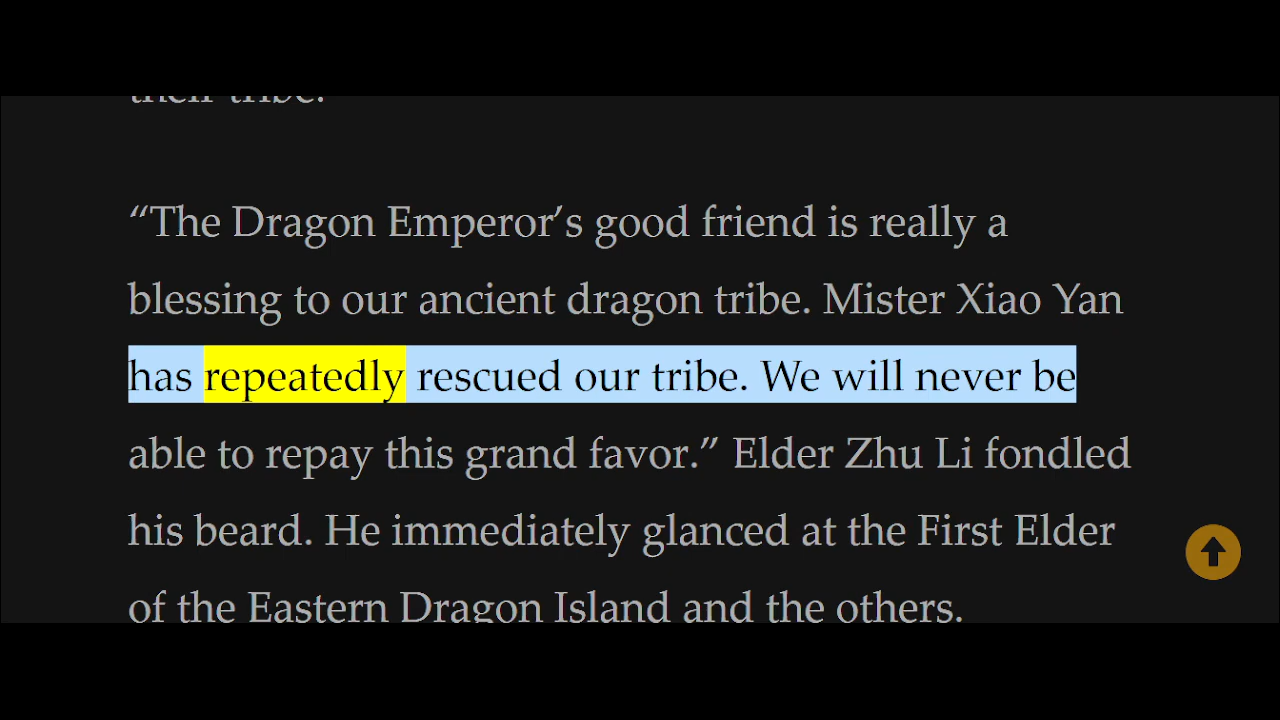 their tribe.
“The Dragon Emperor’s good friend is really a
blessing to our ancient dragon tribe. Mister Xiao Yan
has repeatedly rescued our tribe. We will never be
able to repay this grand favor.” Elder Zhu Li fondled
his beard. He immediately glanced at the First Elder
of the Eastern Dragon Island and the others.